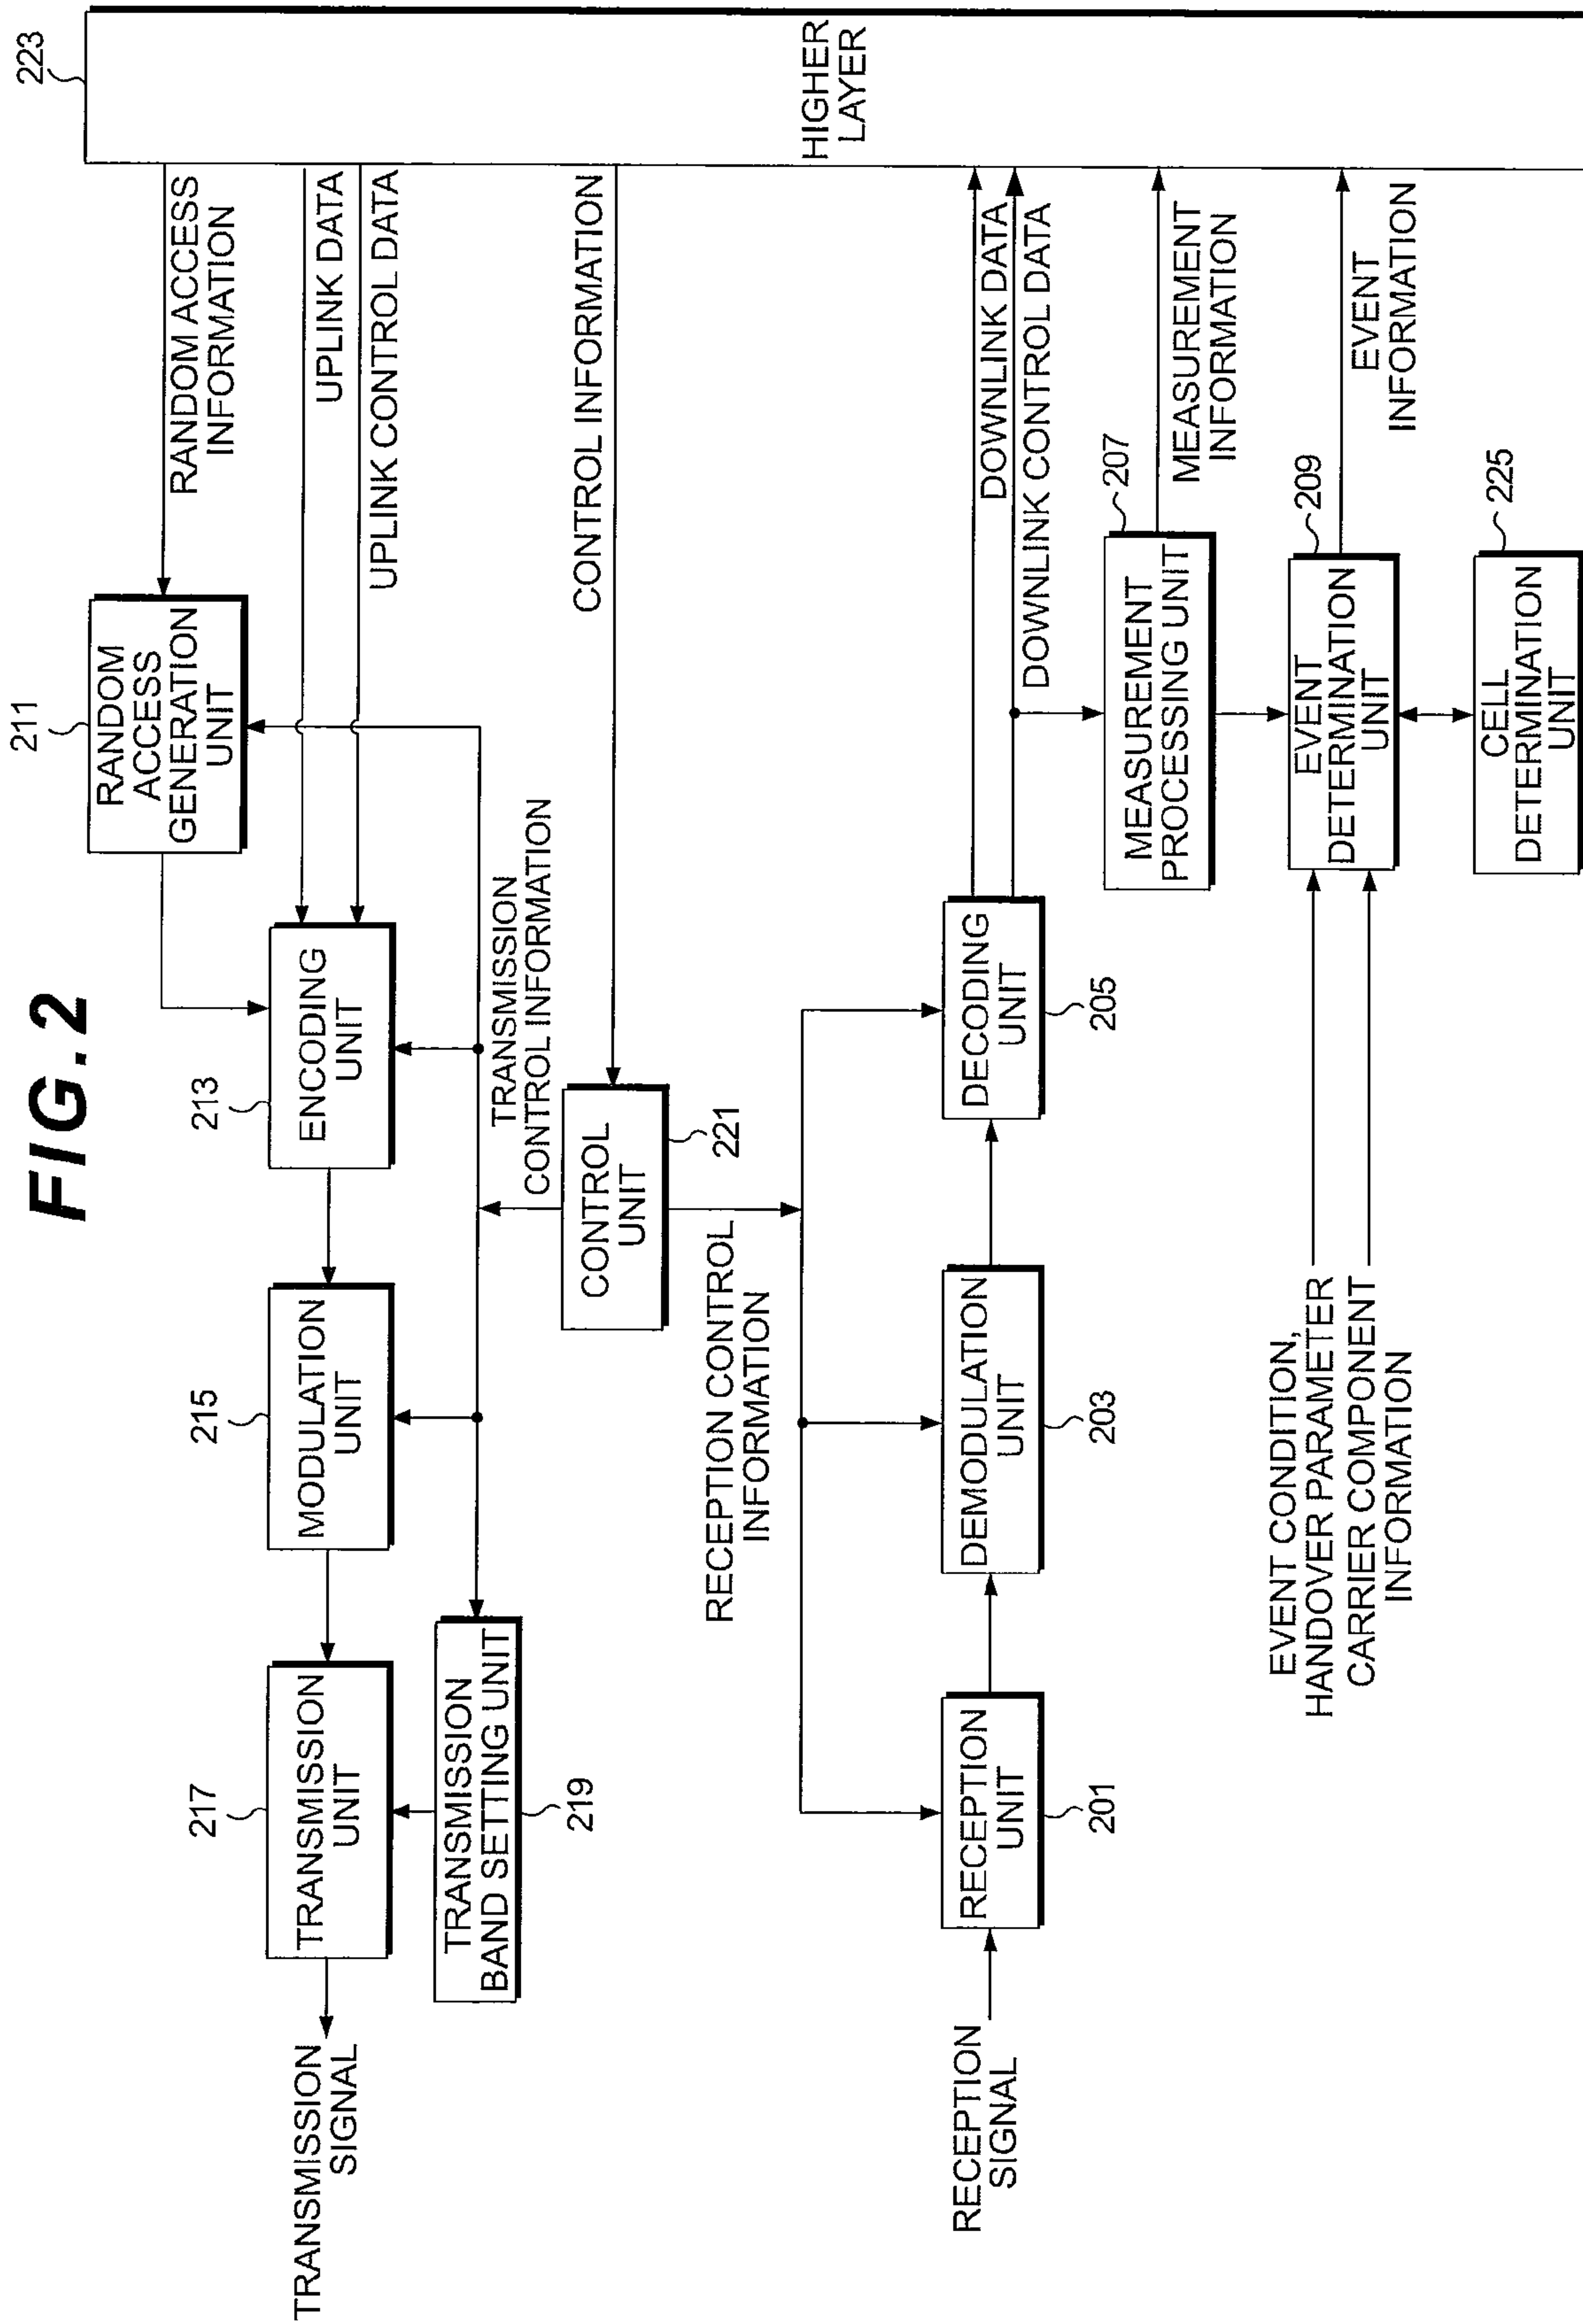 FIG.2
223
HIGHER
LAYER
RANDOM ACCESS
INFORMATION
211
RANDOM
ACCESS
GENERATION
UNIT
UPLINK DATA
UPLINK CONTROL DATA
213
ENCODING
UNIT
215
MODULATION
UNIT
217
TRANSMISSION
UNIT
TRANSMISSION
SIGNAL
TRANSMISSION
BAND SETTING UNIT
219
TRANSMISSION
CONTROL INFORMATION
CONTROL INFORMATION
CONTROL
UNIT
221
RECEPTION CONTROL
INFORMATION
RECEPTION
SIGNAL
RECEPTION
UNIT
201
DEMODULATION
UNIT
203
DECODING
UNIT
205
DOWNLINK DATA
DOWNLINK CONTROL DATA
207
MEASUREMENT
PROCESSING UNIT
MEASUREMENT
INFORMATION
EVENT CONDITION,
HANDOVER PARAMETER
CARRIER COMPONENT
INFORMATION
209
EVENT
DETERMINATION
UNIT
EVENT
INFORMATION
225
CELL
DETERMINATION
UNIT